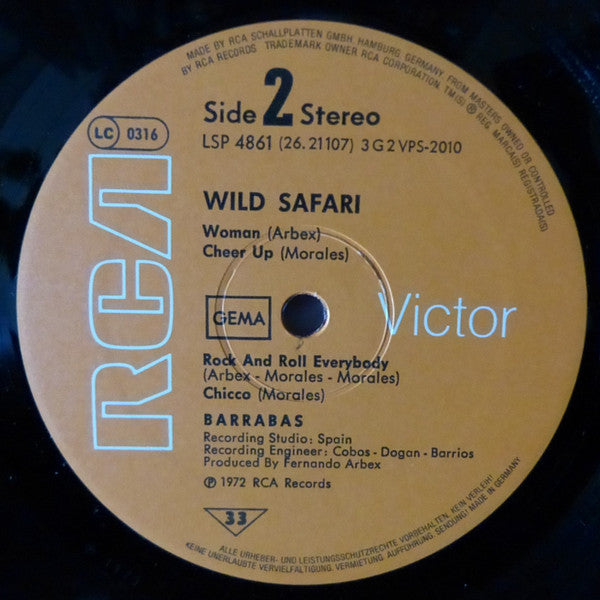 MADE BY RCA SCHALLPLATTEN GMBH, HAMBURG, GERMANY, FROM MASTERS OWNED OR CONTROLLED
BY RCA RECORDS TRADEMARK OWNER RCA CORPORATION. TM(S) ® REG. MARCA(S) REGISTRADA(S)
Side 2 Stereo
LSP 4861 (26.21107) 3 G 2 VPS-2010
LC 0316
RCA
WILD SAFARI
Woman (Arbex)
Cheer Up (Morales)
GEMA
Victor
Rock And Roll Everybody
(Arbex - Morales - Morales)
Chicco (Morales)
BARRABAS
Recording Studio: Spain
Recording Engineer: Cobos - Dogan - Barrios
Produced By Fernando Arbex
℗ 1972 RCA Records
33
ALLE URHEBER- UND LEISTUNGSSCHUTZRECHTE VORBEHALTEN. KEIN VERLEIH!
KEINE UNERLAUBTE VERVIELFÄLTIGUNG, VERMIETUNG, AUFFÜHRUNG, SENDUNG! MADE IN GERMANY